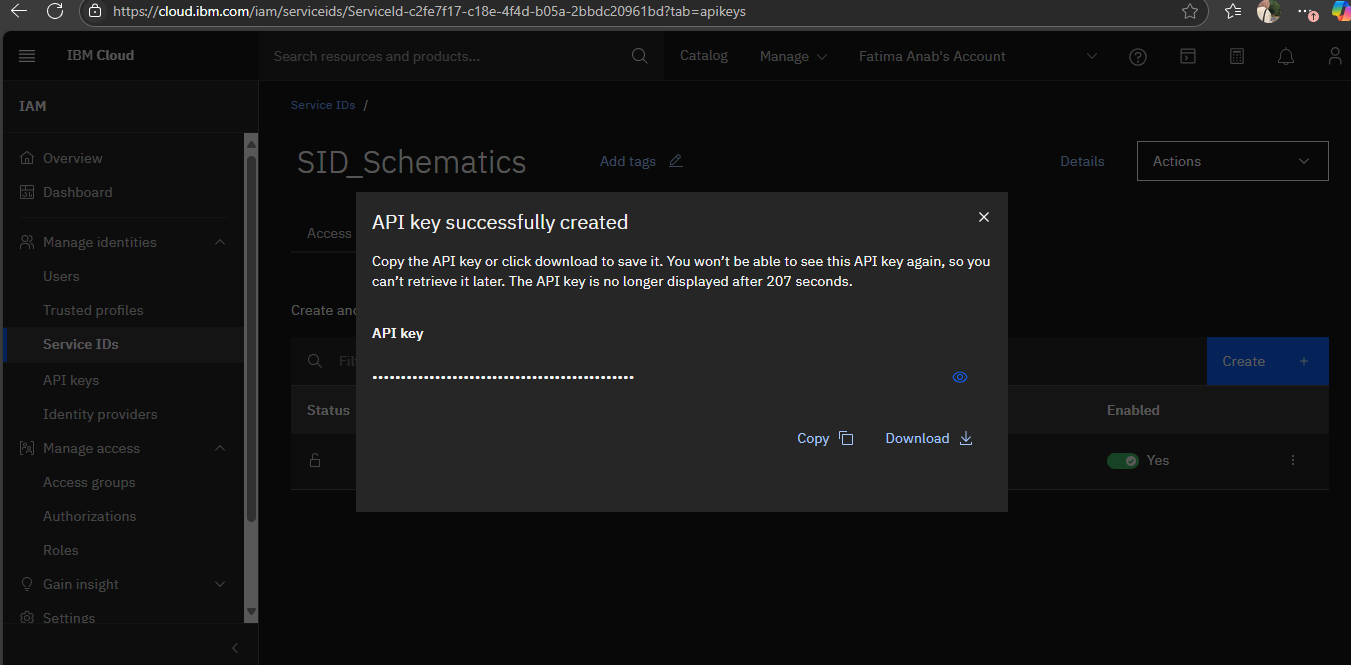 https://cloud.ibm.com/iam/serviceids/ServiceId-c2fe7f17-c18e-4f4d-b05a-2bbdc20961bd?tab=apikeys
IBM Cloud
Search resources and products...
Catalog
Manage
Fatima Anab's Account
IAM
Overview
Dashboard
Manage identities
Users
Trusted profiles
Service IDs
API keys
Identity providers
Manage access
Access groups
Authorizations
Roles
Gain insight
Settings
Service IDs /
SID_Schematics
Add tags
Details
Actions
Access
Create and
Create +
Status
Enabled
Yes
API key successfully created
Copy the API key or click download to save it. You won’t be able to see this API key again, so you
can’t retrieve it later. The API key is no longer displayed after 207 seconds.
API key
••••••••••••••••••••••••••••••••••••••••••••
Copy
Download